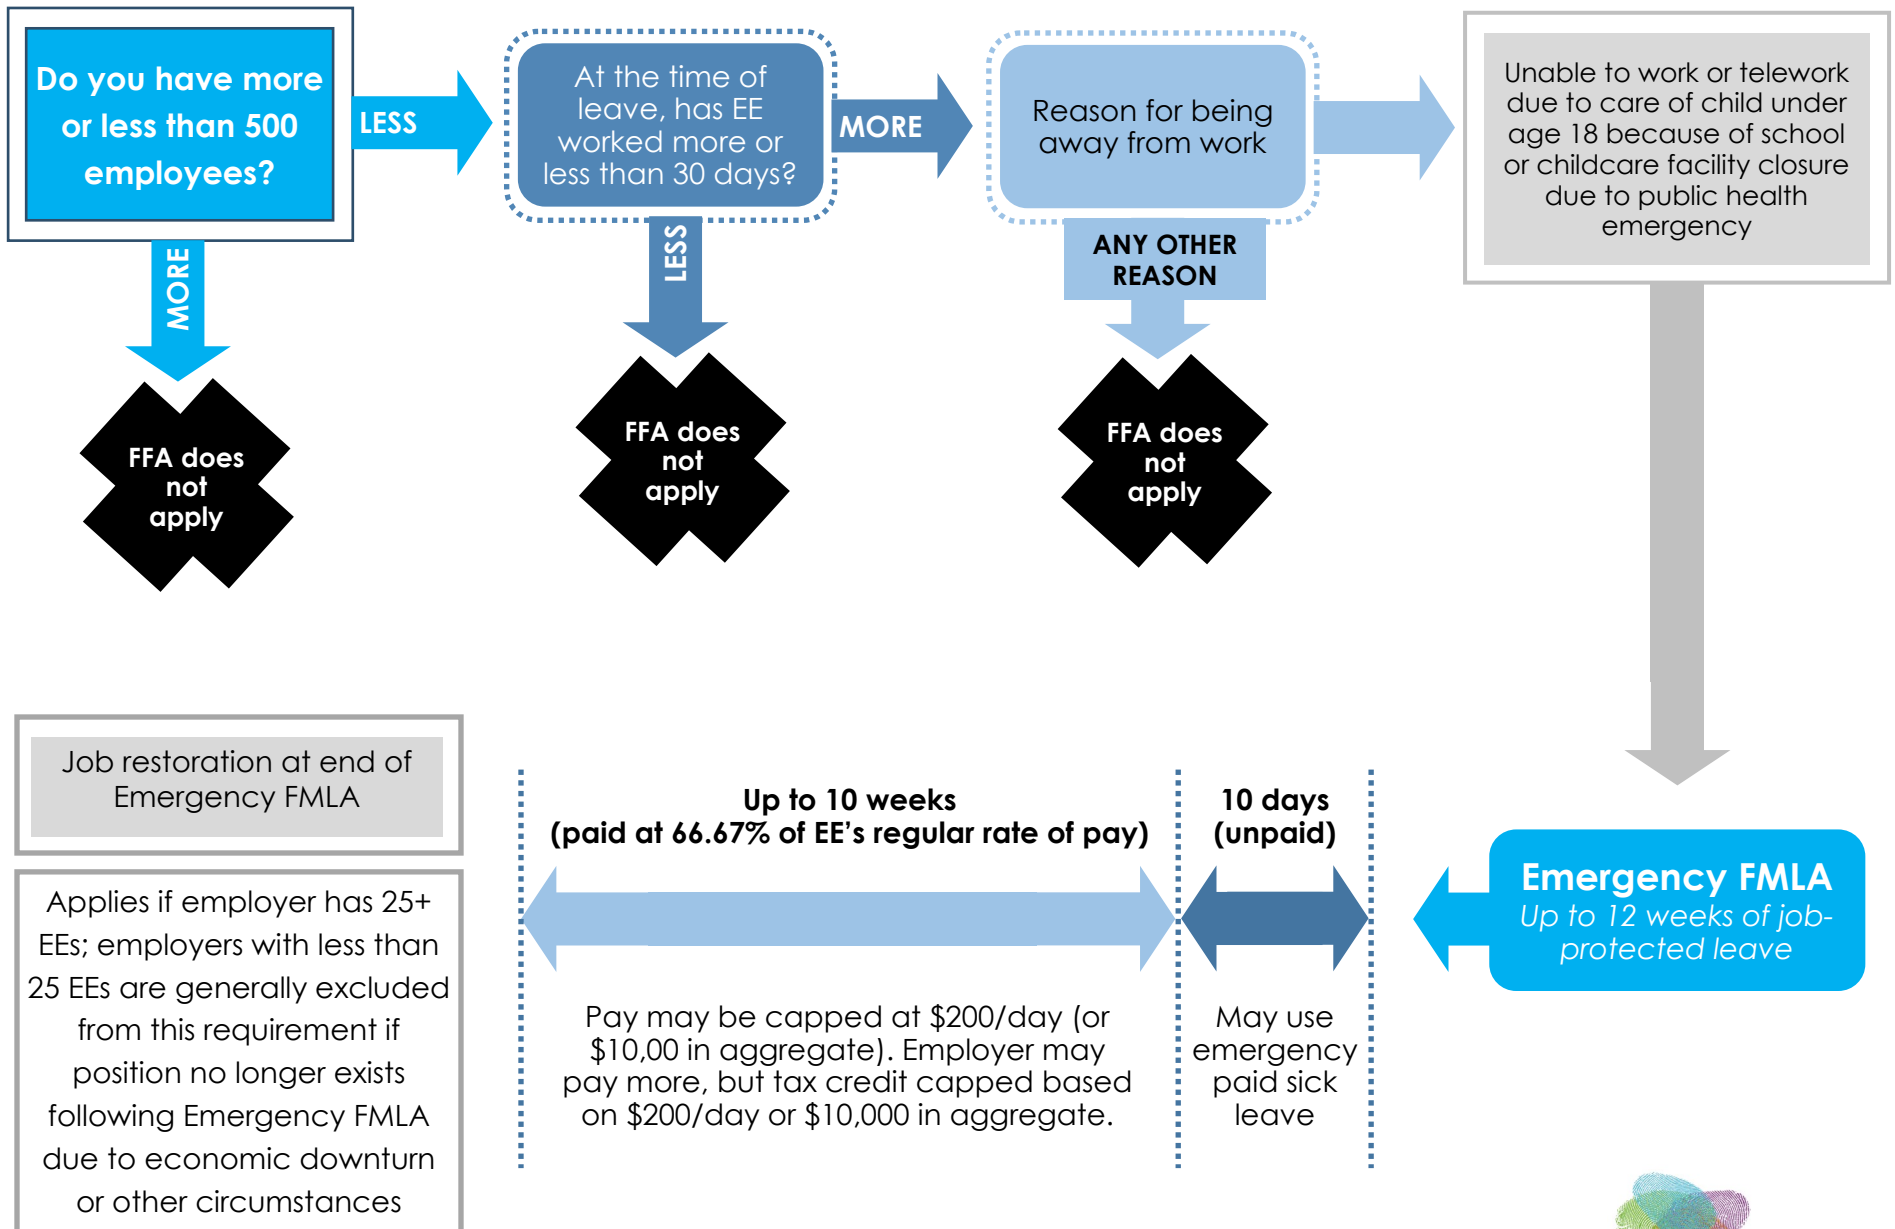 Do you have more
or less than 500
employees?
LESS
At the time of
leave, has EE
worked more or
less than 30 days?
MORE
Reason for being
away from work
Unable to work or telework
due to care of child under
age 18 because of school
or childcare facility closure
due to public health
emergency
MORE
LESS
ANY OTHER
REASON
FFA does
not
apply
FFA does
not
apply
FFA does
not
apply
Job restoration at end of
Emergency FMLA
Applies if employer has 25+
EEs; employers with less than
25 EEs are generally excluded
from this requirement if
position no longer exists
following Emergency FMLA
due to economic downturn
or other circumstances
Up to 10 weeks
(paid at 66.67% of EE’s regular rate of pay)
Pay may be capped at $200/day (or
$10,00 in aggregate). Employer may
pay more, but tax credit capped based
on $200/day or $10,000 in aggregate.
10 days
(unpaid)
May use
emergency
paid sick
leave
Emergency FMLA
Up to 12 weeks of job-
protected leave